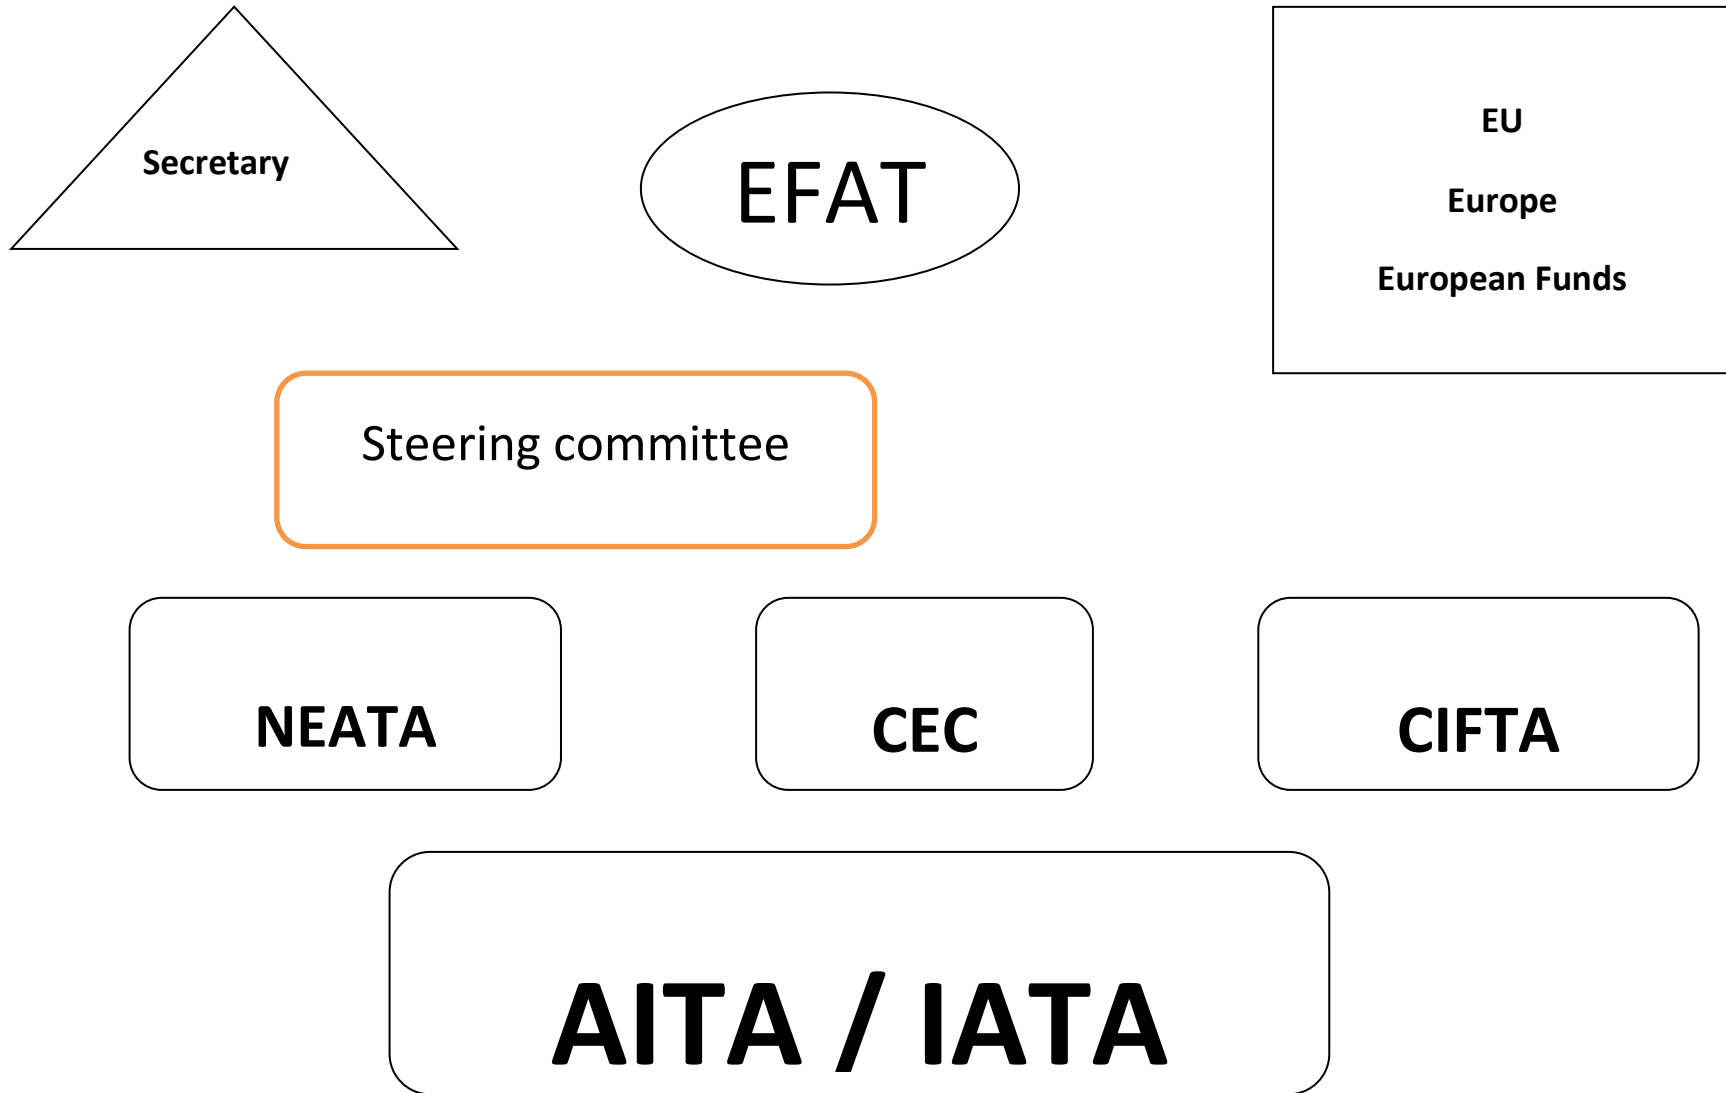 Secretary
EFAT
EU
Europe
European Funds
Steering committee
NEATA
CEC
CIFTA
AITA / IATA